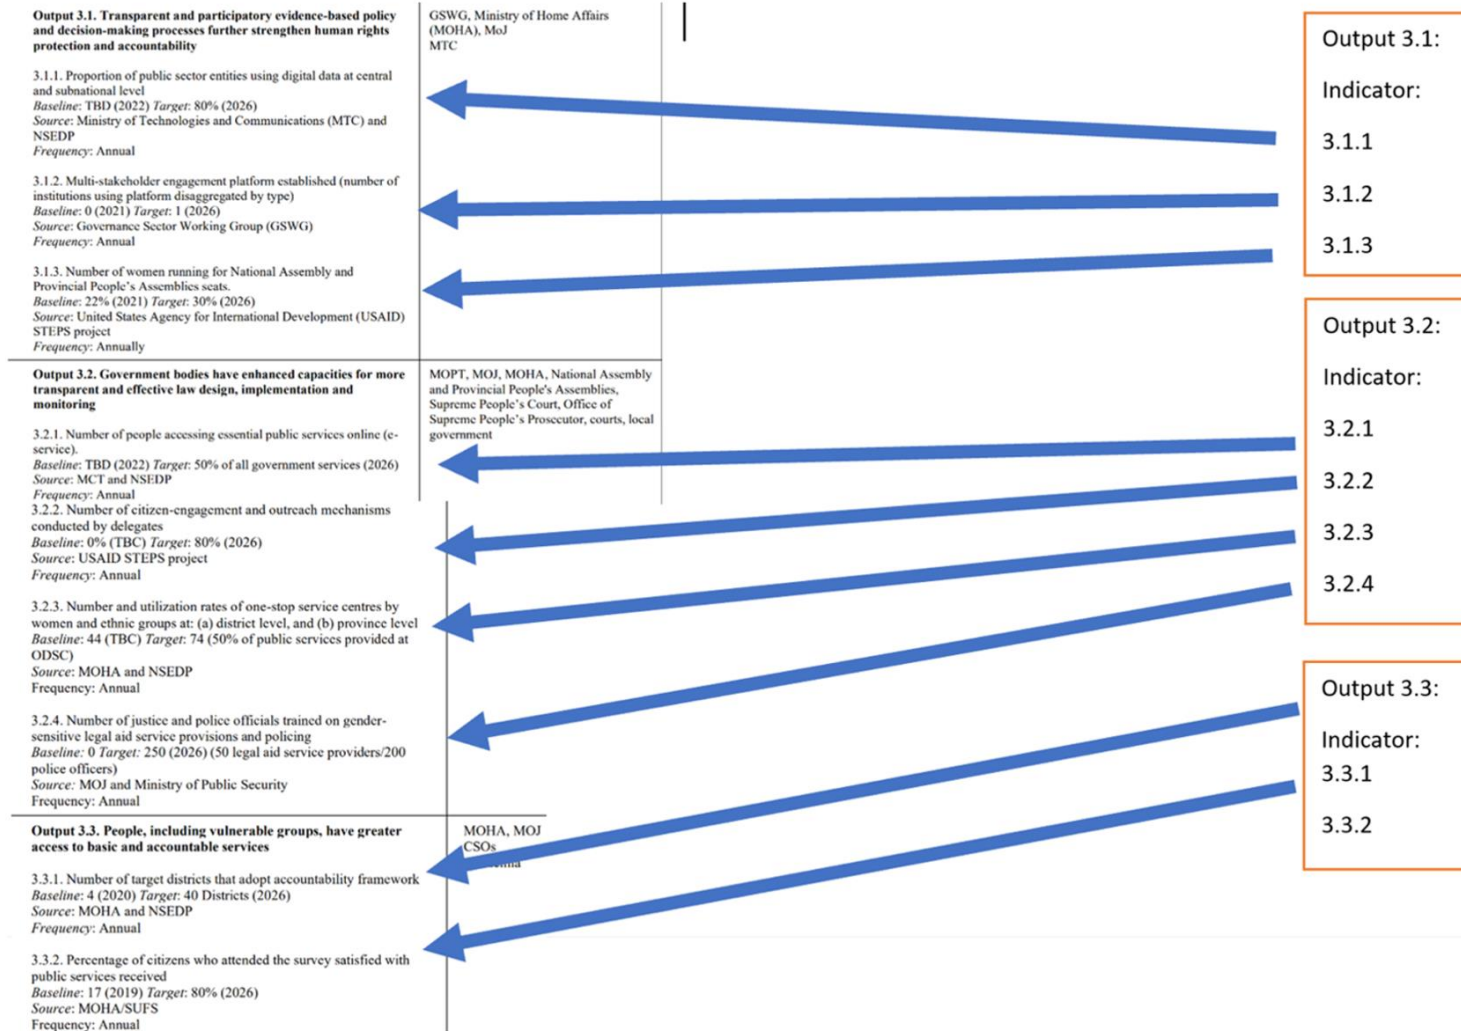 Output 3.1. Transparent and participatory evidence-based policy
and decision-making processes further strengthen human rights
protection and accountability
3.1.1. Proportion of public sector entities using digital data at central
and subnational level
Baseline: TBD (2022) Target: 80% (2026)
Source: Ministry of Technologies and Communications (MTC) and
NSEDP
Frequency: Annual
3.1.2. Multi-stakeholder engagement platform established (number of
institutions using platform disaggregated by type)
Baseline: 0 (2021) Target: 1 (2026)
Source: Governance Sector Working Group (GSWG)
Frequency: Annual
3.1.3. Number of women running for National Assembly and
Provincial People's Assemblies seats.
Baseline: 22% (2021) Target: 30% (2026)
Source: United States Agency for International Development (USAID)
STEPS project
Frequency: Annually
GSWG, Ministry of Home Affairs
(MOHA), MoJ
MTC
Output 3.2. Government bodies have enhanced capacities for more
transparent and effective law design, implementation and
monitoring
3.2.1. Number of people accessing essential public services online (e-
service).
Baseline: TBD (2022) Target: 50% of all government services (2026)
Source: MCT and NSEDP
Frequency: Annual
3.2.2. Number of citizen-engagement and outreach mechanisms
conducted by delegates
Baseline: 0% (TBC) Target: 80% (2026)
Source: USAID STEPS project
Frequency: Annual
3.2.3. Number and utilization rates of one-stop service centres by
women and ethnic groups at: (a) district level, and (b) province level
Baseline: 44 (TBC) Target: 74 (50% of public services provided at
ODSC)
Source: MOHA and NSEDP
Frequency: Annual
3.2.4. Number of justice and police officials trained on gender-
sensitive legal aid service provisions and policing
Baseline: 0 Target: 250 (2026) (50 legal aid service providers/200
police officers)
Source: MOJ and Ministry of Public Security
Frequency: Annual
MOPT, MOJ, MOHA, National Assembly
and Provincial People's Assemblies,
Supreme People's Court, Office of
Supreme People's Prosecutor, courts, local
government
Output 3.3. People, including vulnerable groups, have greater
access to basic and accountable services
3.3.1. Number of target districts that adopt accountability framework
Baseline: 4 (2020) Target: 40 Districts (2026)
Source: MOHA and NSEDP
Frequency: Annual
3.3.2. Percentage of citizens who attended the survey satisfied with
public services received
Baseline: 17 (2019) Target: 80% (2026)
Source: MOHA/SUFS
Frequency: Annual
MOHA, MOJ
CSOs
Output 3.1:
Indicator:
3.1.1
3.1.2
3.1.3
Output 3.2:
Indicator:
3.2.1
3.2.2
3.2.3
3.2.4
Output 3.3:
Indicator:
3.3.1
3.3.2